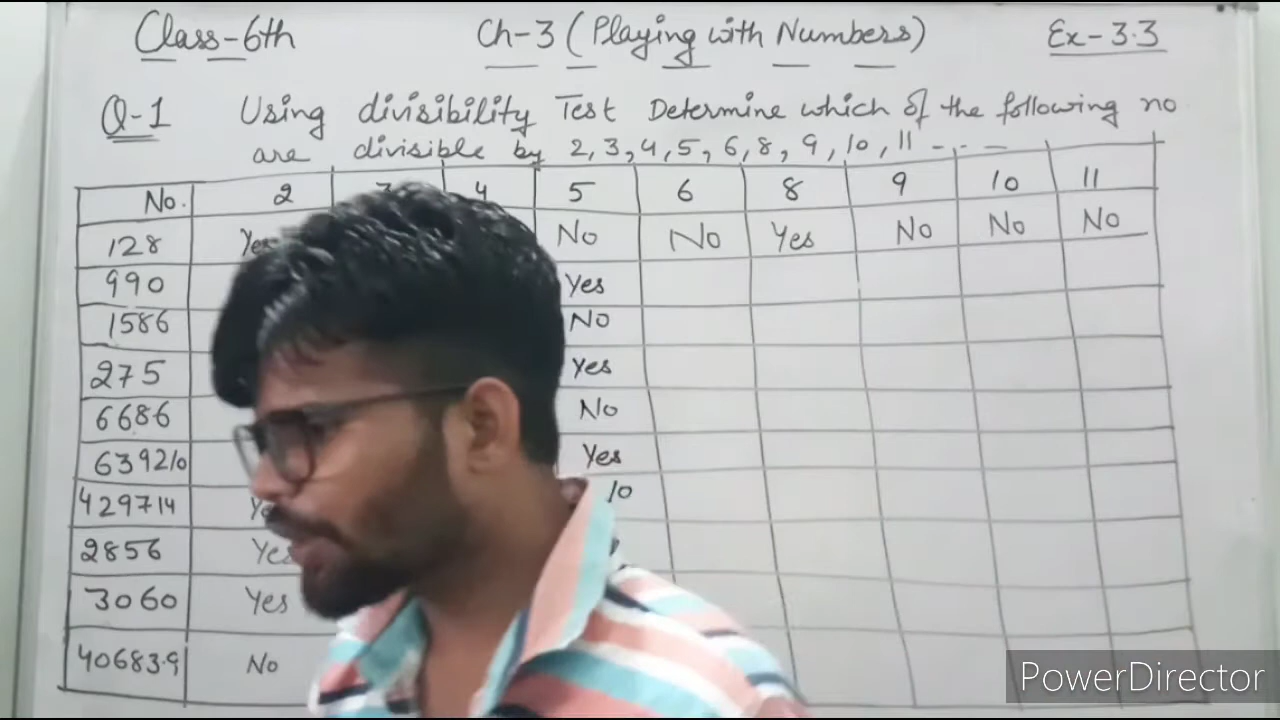 Class-6th Ch-3 (Playing with Numbers) Ex-3.3
Q-1 Using divisibility Test Determine which of the following no
are divisible by 2, 3, 4, 5, 6, 8, 9, 10, 11 - - -
No. 2 4 5 6 8 9 10 11
128 Yes No No Yes No No No
990 Yes
1586 No
275 Yes
6686 No
639210 Yes
429714
2856 Yes
3060 Yes
406839 No
PowerDirector